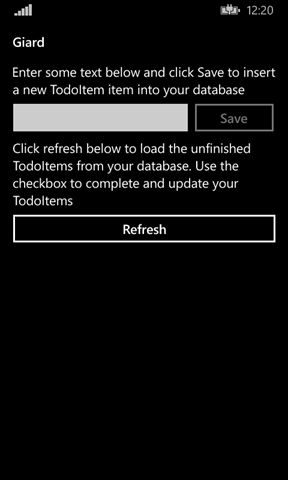 12:20
Giard
Enter some text below and click Save to insert
a new TodoItem item into your database
Save
Click refresh below to load the unfinished
TodoItems from your database. Use the
checkbox to complete and update your
TodoItems
Refresh